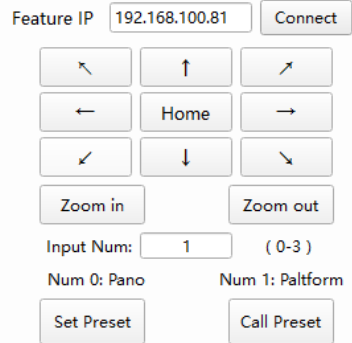 Feature IP 192.168.100.81 Connect
↖ ↑ ↗
← Home →
↙ ↓ ↘
Zoom in Zoom out
Input Num: 1 ( 0-3 )
Num 0: Pano Num 1: Paltform
Set Preset Call Preset